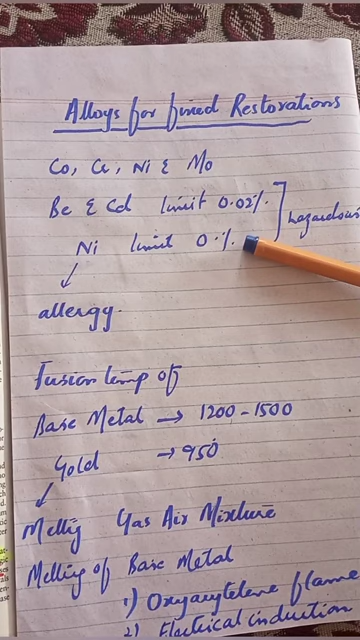 Alloys for fixed Restorations
Co, Cr, Ni & Mo
Be & Cd limit 0.02%.
hazardous
Ni limit 0%.
allergy.
Fusion temp of
Base Metal → 1200-1500
Gold → 950
Meltig Gas Air Mixture
Melting of Base Metal
1) Oxyacytelene flame
2) Electrical induction